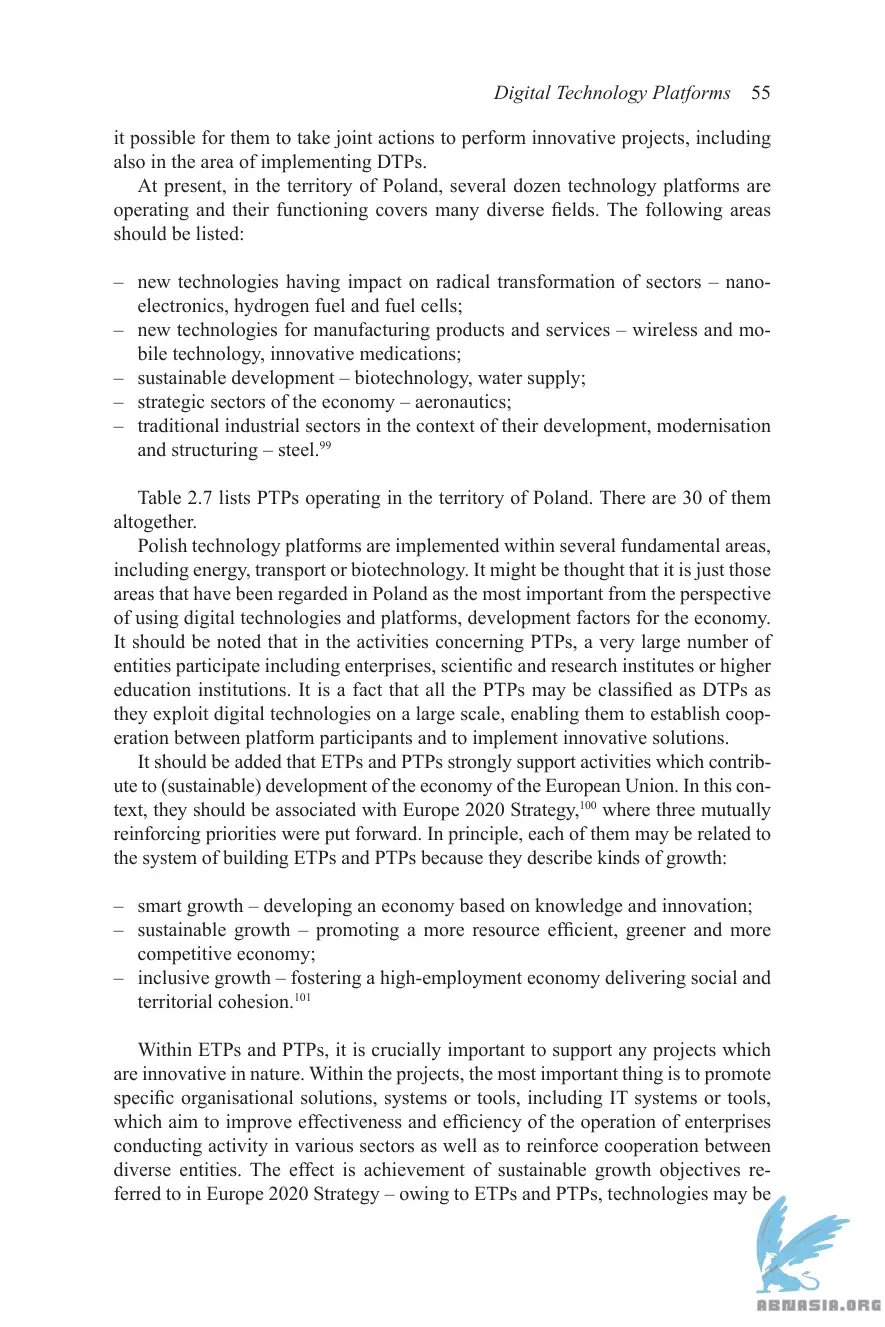 Digital Technology Platforms 55
it possible for them to take joint actions to perform innovative projects, including
also in the area of implementing DTPs.
At present, in the territory of Poland, several dozen technology platforms are
operating and their functioning covers many diverse fields. The following areas
should be listed:
– new technologies having impact on radical transformation of sectors – nano-
electronics, hydrogen fuel and fuel cells;
– new technologies for manufacturing products and services – wireless and mo-
bile technology, innovative medications;
– sustainable development – biotechnology, water supply;
– strategic sectors of the economy – aeronautics;
– traditional industrial sectors in the context of their development, modernisation
and structuring – steel.99
Table 2.7 lists PTPs operating in the territory of Poland. There are 30 of them
altogether.
Polish technology platforms are implemented within several fundamental areas,
including energy, transport or biotechnology. It might be thought that it is just those
areas that have been regarded in Poland as the most important from the perspective
of using digital technologies and platforms, development factors for the economy.
It should be noted that in the activities concerning PTPs, a very large number of
entities participate including enterprises, scientific and research institutes or higher
education institutions. It is a fact that all the PTPs may be classified as DTPs as
they exploit digital technologies on a large scale, enabling them to establish coop-
eration between platform participants and to implement innovative solutions.
It should be added that ETPs and PTPs strongly support activities which contrib-
ute to (sustainable) development of the economy of the European Union. In this con-
text, they should be associated with Europe 2020 Strategy,100 where three mutually
reinforcing priorities were put forward. In principle, each of them may be related to
the system of building ETPs and PTPs because they describe kinds of growth:
– smart growth – developing an economy based on knowledge and innovation;
– sustainable growth – promoting a more resource efficient, greener and more
competitive economy;
– inclusive growth – fostering a high-employment economy delivering social and
territorial cohesion.101
Within ETPs and PTPs, it is crucially important to support any projects which
are innovative in nature. Within the projects, the most important thing is to promote
specific organisational solutions, systems or tools, including IT systems or tools,
which aim to improve effectiveness and efficiency of the operation of enterprises
conducting activity in various sectors as well as to reinforce cooperation between
diverse entities. The effect is achievement of sustainable growth objectives re-
ferred to in Europe 2020 Strategy – owing to ETPs and PTPs, technologies may be
ABNASIA.ORG